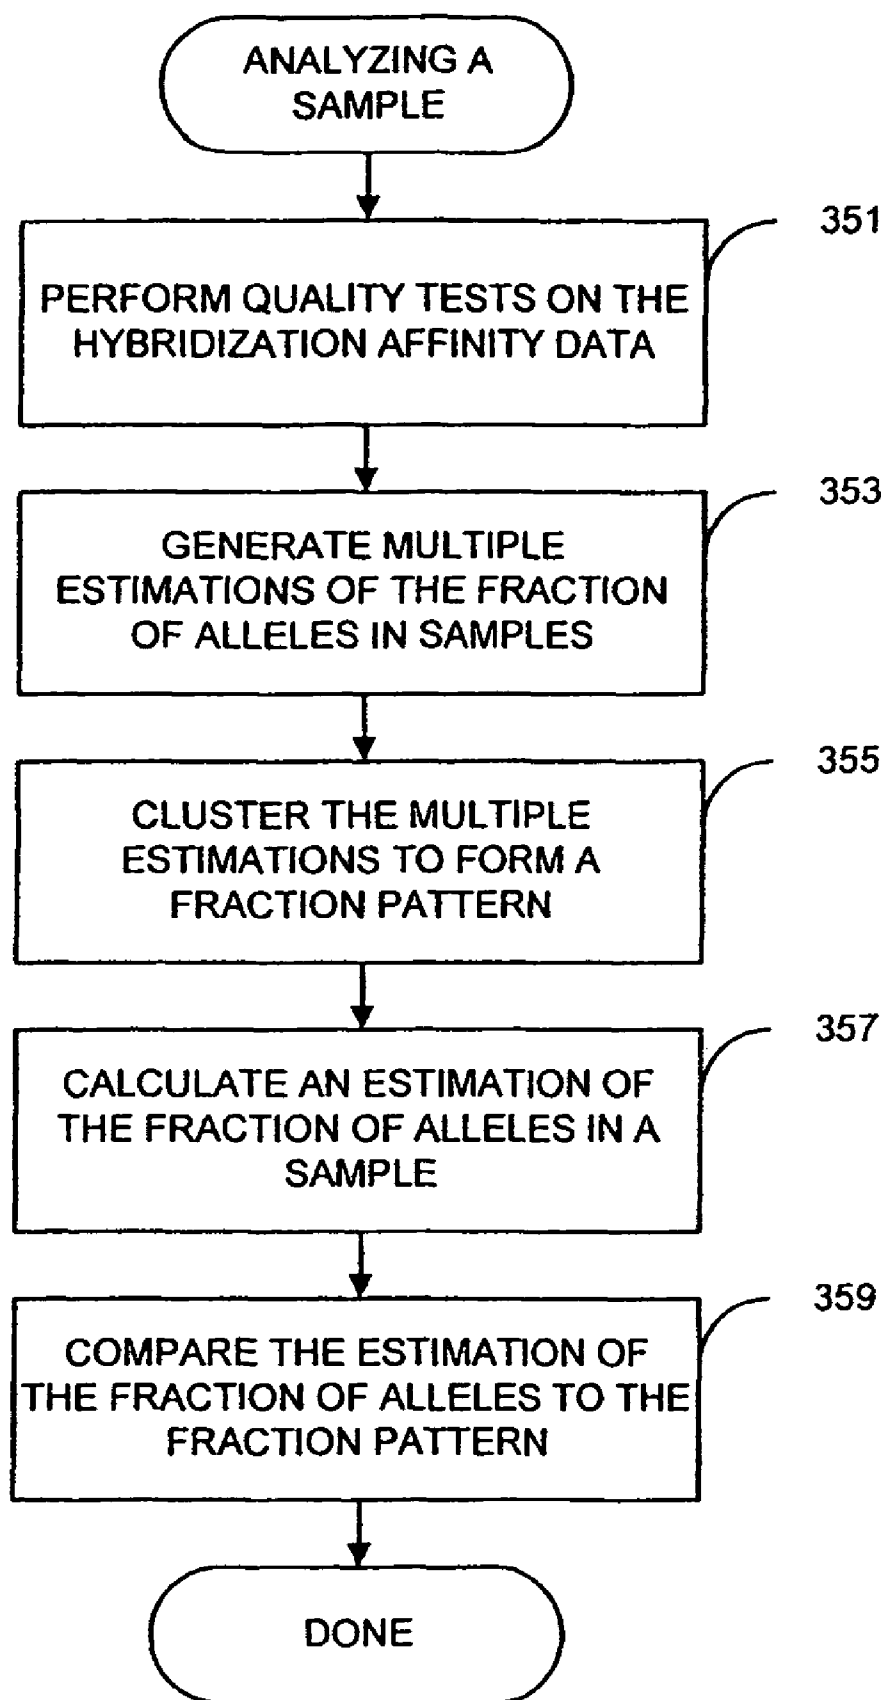 ANALYZING A
SAMPLE
351
PERFORM QUALITY TESTS ON THE
HYBRIDIZATION AFFINITY DATA
353
GENERATE MULTIPLE
ESTIMATIONS OF THE FRACTION
OF ALLELES IN SAMPLES
355
CLUSTER THE MULTIPLE
ESTIMATIONS TO FORM A
FRACTION PATTERN
357
CALCULATE AN ESTIMATION OF
THE FRACTION OF ALLELES IN A
SAMPLE
359
COMPARE THE ESTIMATION OF
THE FRACTION OF ALLELES TO THE
FRACTION PATTERN
DONE